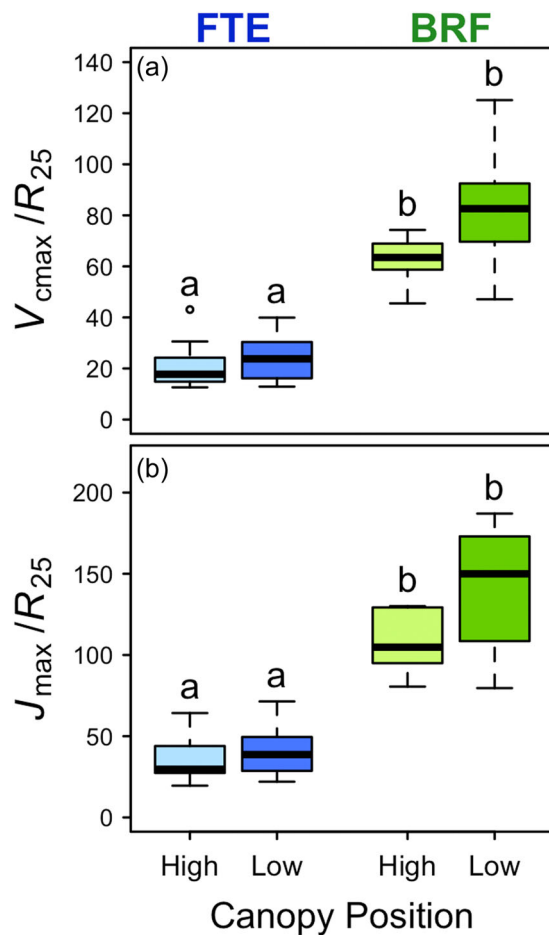 FTE BRF
(a)
140
120
100
80
60
40
20
0
Vcmax /R25
a a b b
(b)
200
150
100
50
0
Jmax /R25
a a b b
High Low High Low
Canopy Position